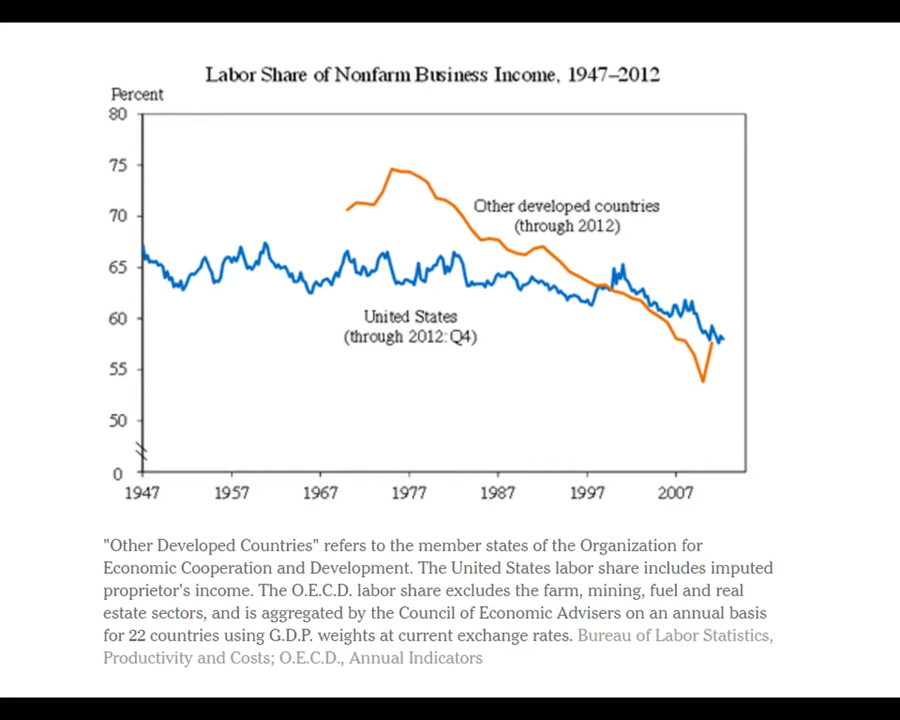 Labor Share of Nonfarm Business Income, 1947–2012
Percent
80
75
70
65
60
55
50
0
Other developed countries
(through 2012)
United States
(through 2012:Q4)
1947 1957 1967 1977 1987 1997 2007
"Other Developed Countries" refers to the member states of the Organization for
Economic Cooperation and Development. The United States labor share includes imputed
proprietor's income. The O.E.C.D. labor share excludes the farm, mining, fuel and real
estate sectors, and is aggregated by the Council of Economic Advisers on an annual basis
for 22 countries using G.D.P. weights at current exchange rates. Bureau of Labor Statistics,
Productivity and Costs; O.E.C.D., Annual Indicators